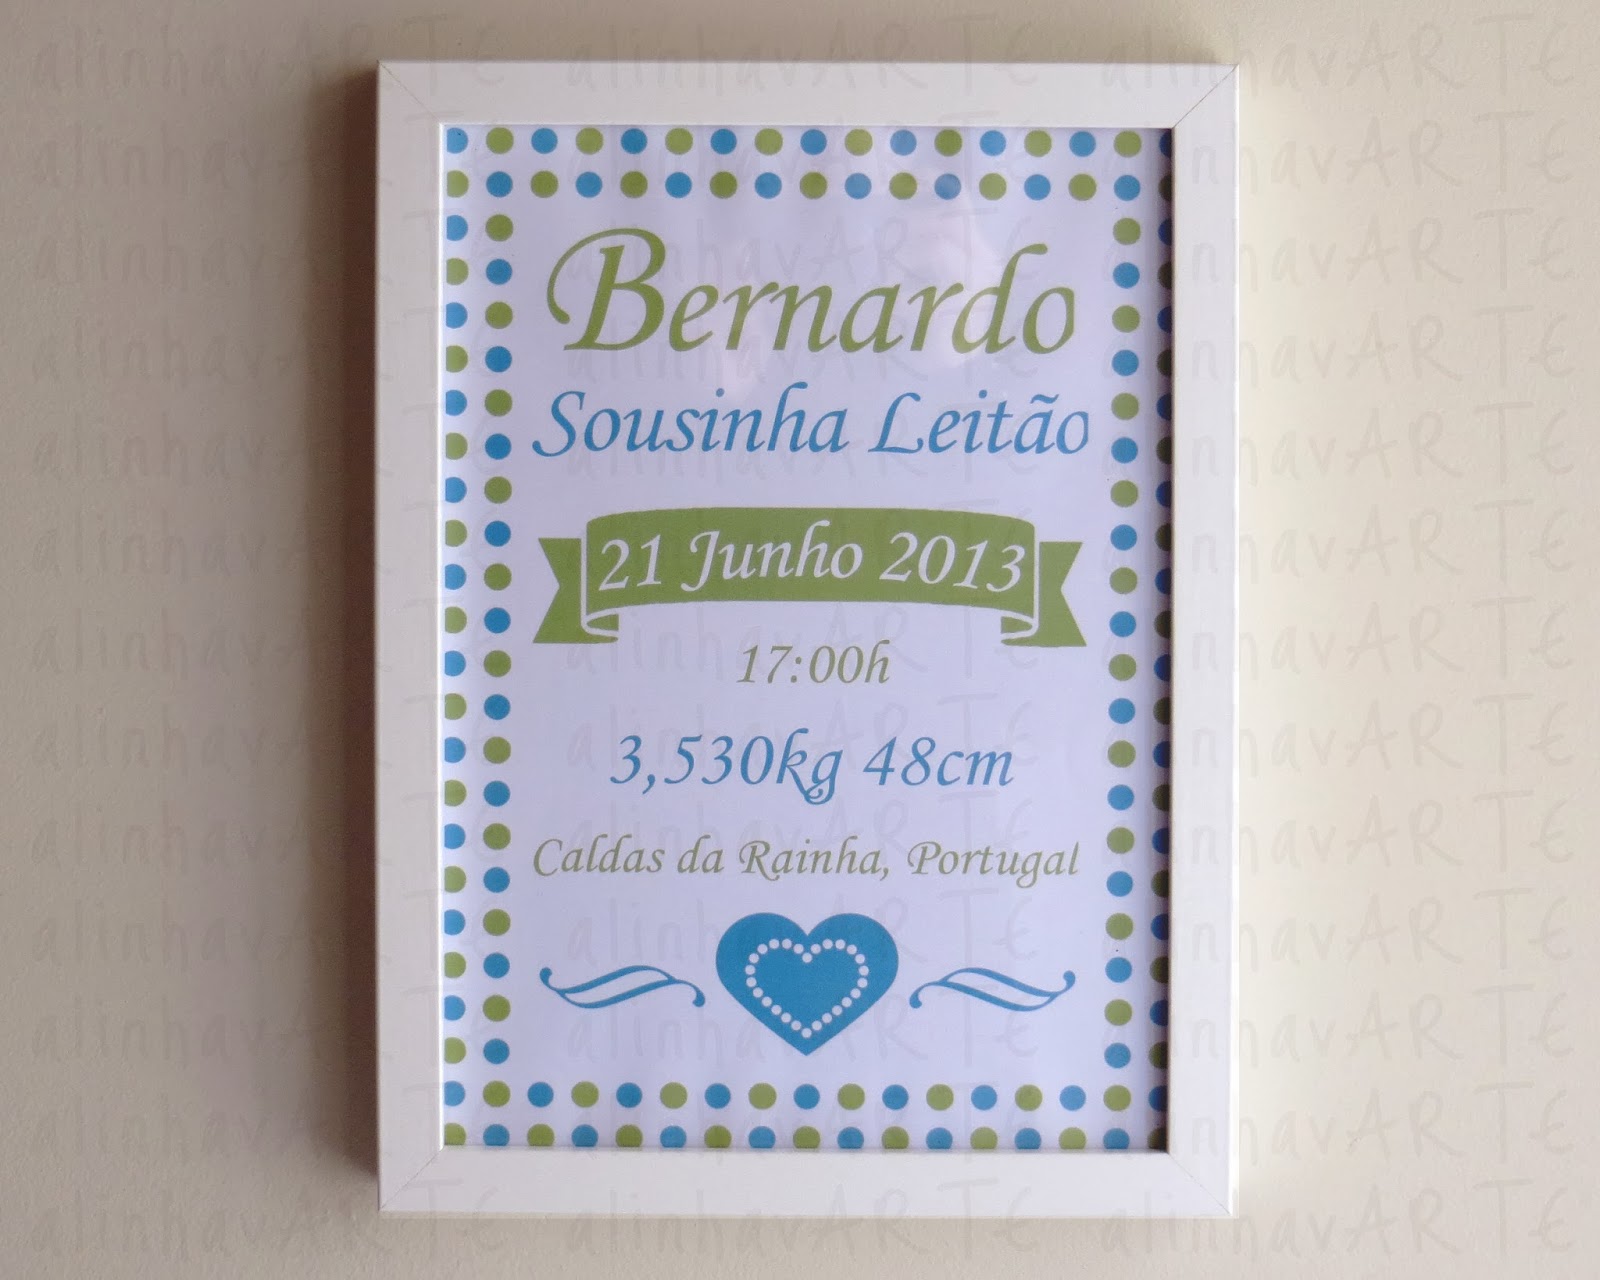 Bernardo
Sousinha Leitão
21 Junho 2013
17:00h
3,530kg 48cm
Caldas da Rainha, Portugal
alinhavARTE